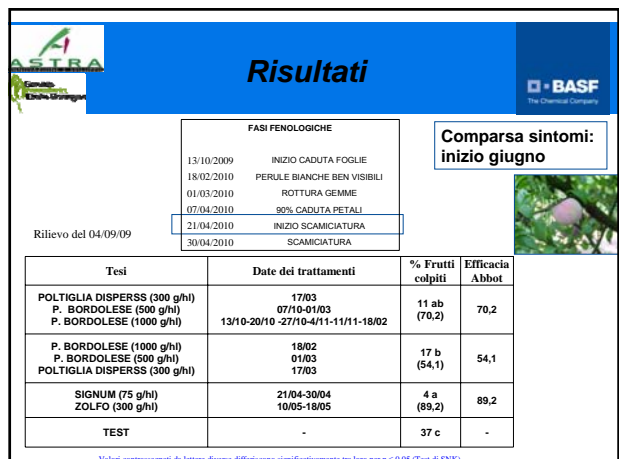 ASTRA
INNOVAZIONE E SVILUPPO
Risultati
BASF
The Chemical Company
FASI FENOLOGICHE
13/10/2009 INIZIO CADUTA FOGLIE
18/02/2010 PERULE BIANCHE BEN VISIBILI
01/03/2010 ROTTURA GEMME
07/04/2010 90% CADUTA PETALI
21/04/2010 INIZIO SCAMICIATURA
30/04/2010 SCAMICIATURA
Comparsa sintomi:
inizio giugno
Rilievo del 04/09/09
Tesi Date dei trattamenti % Frutti colpiti Efficacia Abbot
POLTIGLIA DISPERSS (300 g/hl) 17/03
P. BORDOLESE (500 g/hl) 07/10-01/03
P. BORDOLESE (1000 g/hl) 13/10-20/10 -27/10-4/11-11/11-18/02
11 ab
(70,2)
70,2
P. BORDOLESE (1000 g/hl) 18/02
P. BORDOLESE (500 g/hl) 01/03
POLTIGLIA DISPERSS (300 g/hl) 17/03
17 b
(54,1)
54,1
SIGNUM (75 g/hl) 21/04-30/04
ZOLFO (300 g/hl) 10/05-18/05
4 a
(89,2)
89,2
TEST - 37 c -